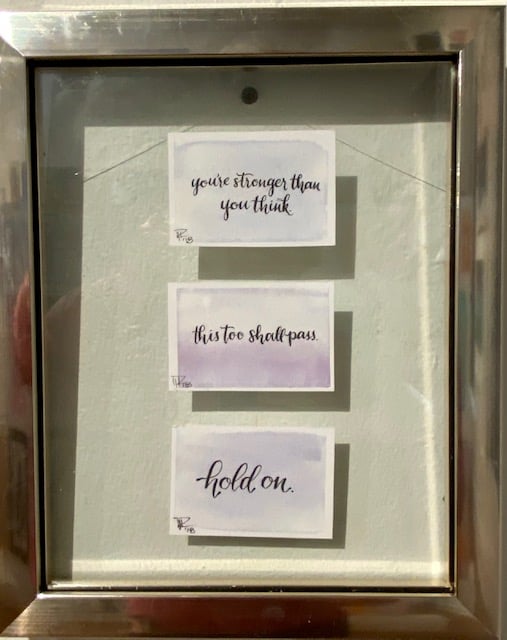 you're stronger than
you think.
this too shall pass.
hold on.